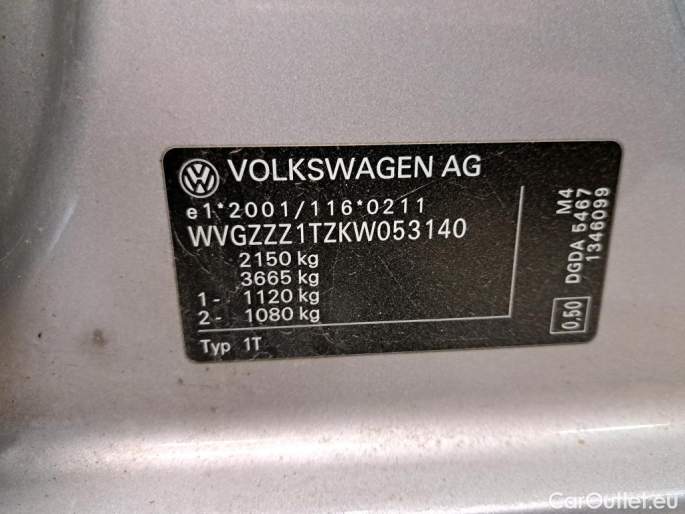 VOLKSWAGEN AG
e1*2001/116*0211
WVGZZZ1TZKW053140
2150 kg
3665 kg
1- 1120 kg
2- 1080 kg
Typ 1T
M4
DGDA 5467
1346099
0,50
CarOutlet.eu